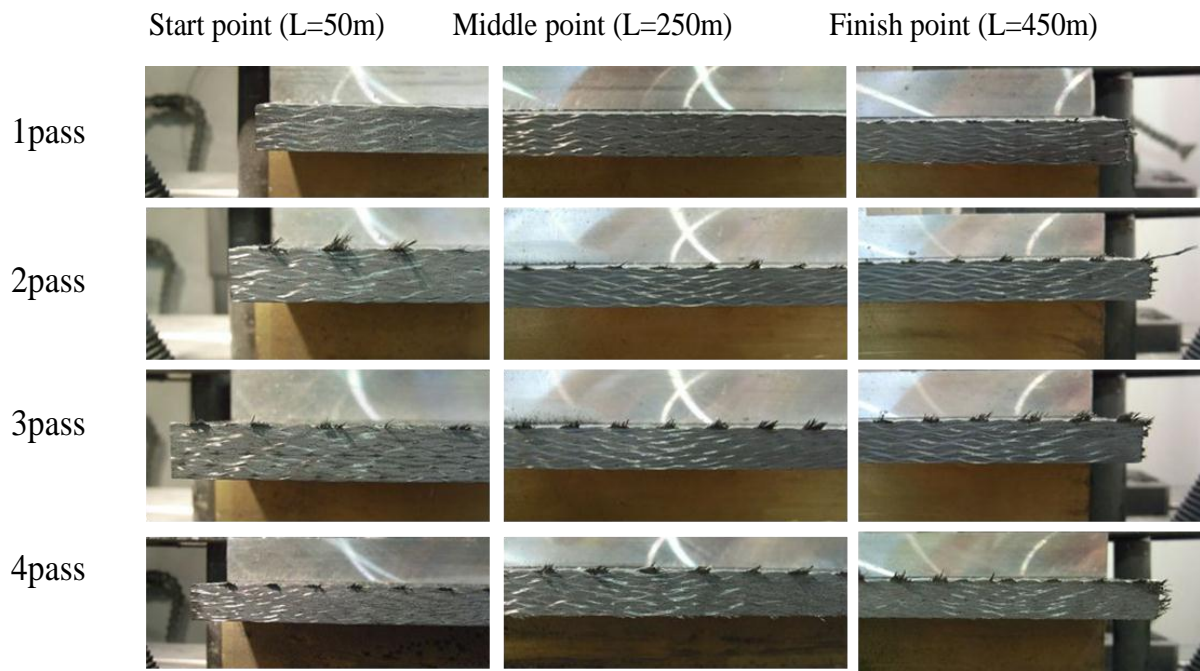 Start point (L=50m) Middle point (L=250m) Finish point (L=450m)
1pass
2pass
3pass
4pass